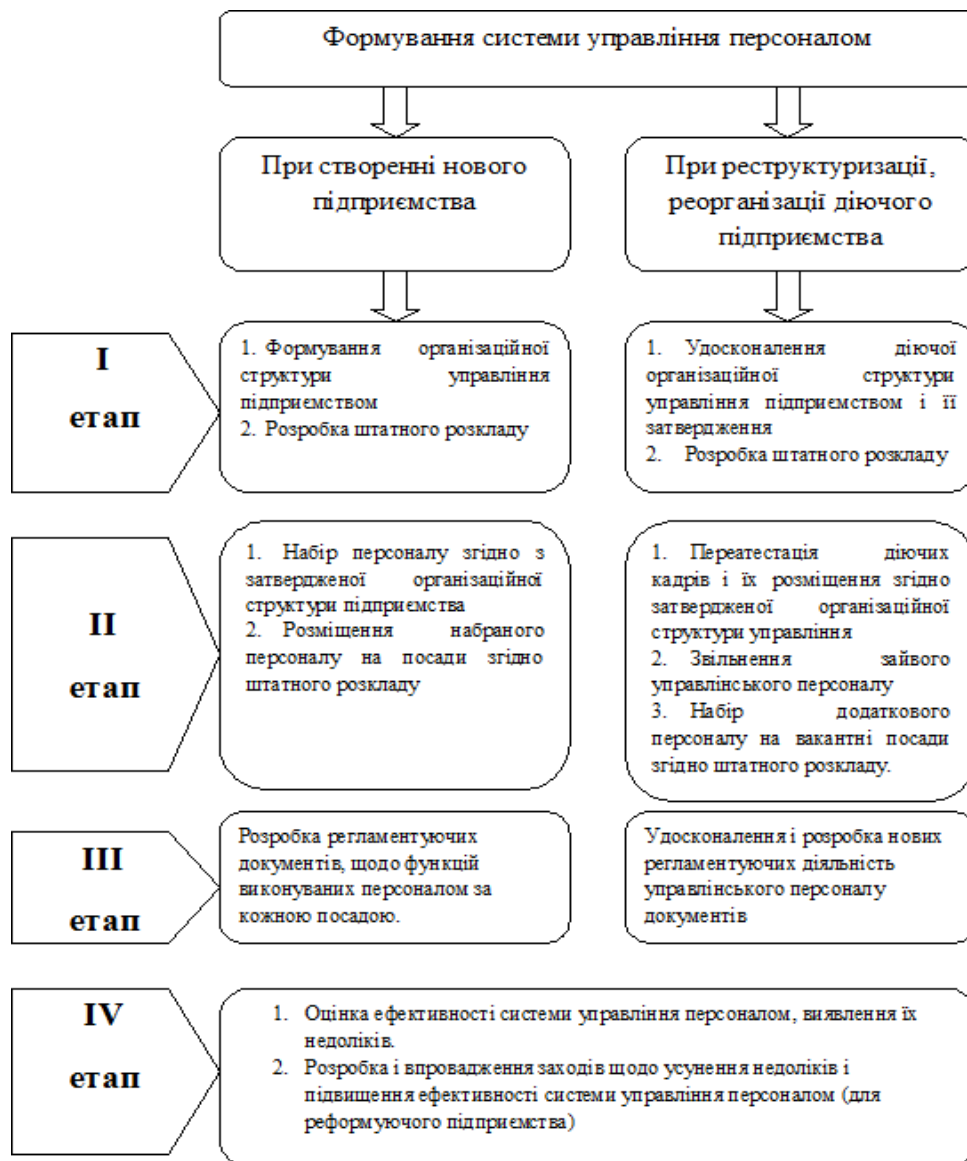 Формування системи управління персоналом
При створенні нового
підприємства
При реструктуризації,
реорганізації діючого
підприємства
I
етап
1. Формування організаційної
структури управління
підприємством
2. Розробка штатного розкладу
1. Удосконалення діючої
організаційної структури
управління підприємством і її
затвердження
2. Розробка штатного розкладу
II
етап
1. Набір персоналу згідно з
затвердженої організаційної
структури підприємства
2. Розміщення набраного
персоналу на посади згідно
штатного розкладу
1. Переатестація діючих
кадрів і їх розміщення згідно
затвердженої організаційної
структури управління
2. Звільнення зайвого
управлінського персоналу
3. Набір додаткового
персоналу на вакантні посади
згідно штатного розкладу.
III
етап
Розробка регламентуючих
документів, щодо функцій
виконуваних персоналом за
кожною посадою.
Удосконалення і розробка нових
регламентуючих діяльність
управлінського персоналу
документів
IV
етап
1. Оцінка ефективності системи управління персоналом, виявлення їх
недоліків.
2. Розробка і впровадження заходів щодо усунення недоліків і
підвищення ефективності системи управління персоналом (для
реформуючого підприємства)